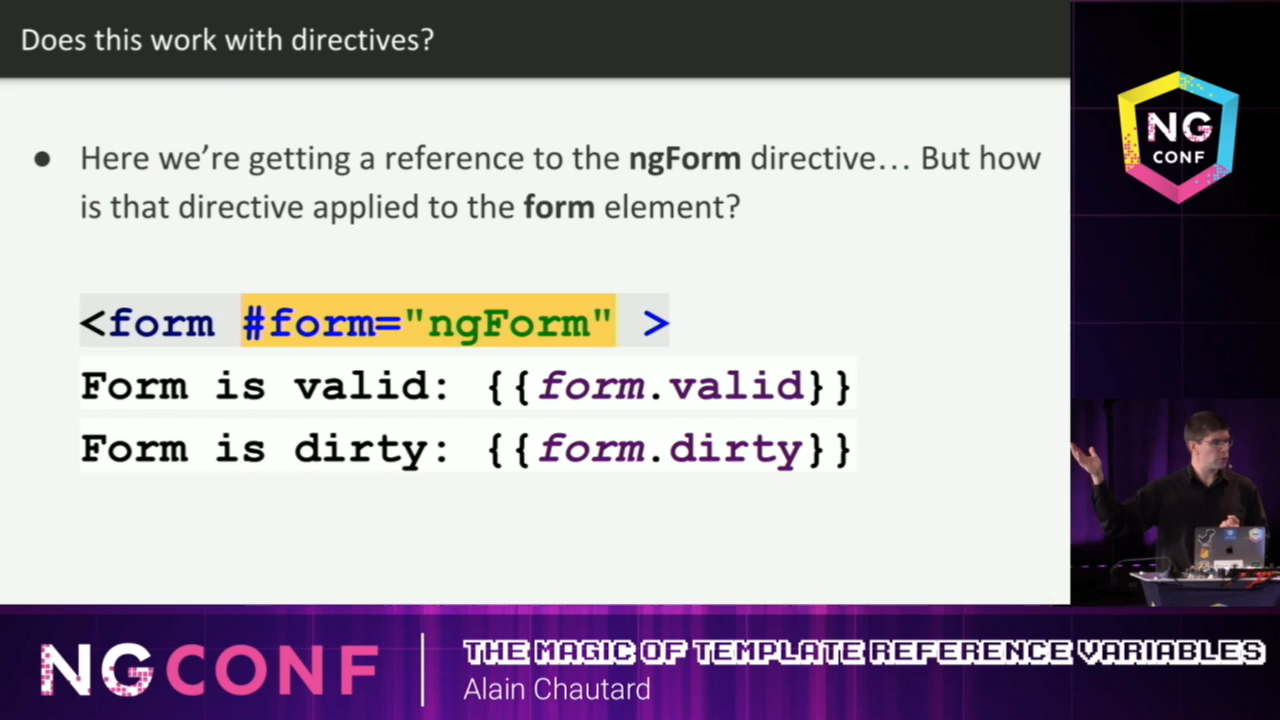 Does this work with directives?
● Here we're getting a reference to the ngForm directive... But how
is that directive applied to the form element?
<form #form="ngForm" >
Form is valid: {{form.valid}}
Form is dirty: {{form.dirty}}
NG
CONF
NGCONF
THE MAGIC OF TEMPLATE REFERENCE VARIABLES
Alain Chautard